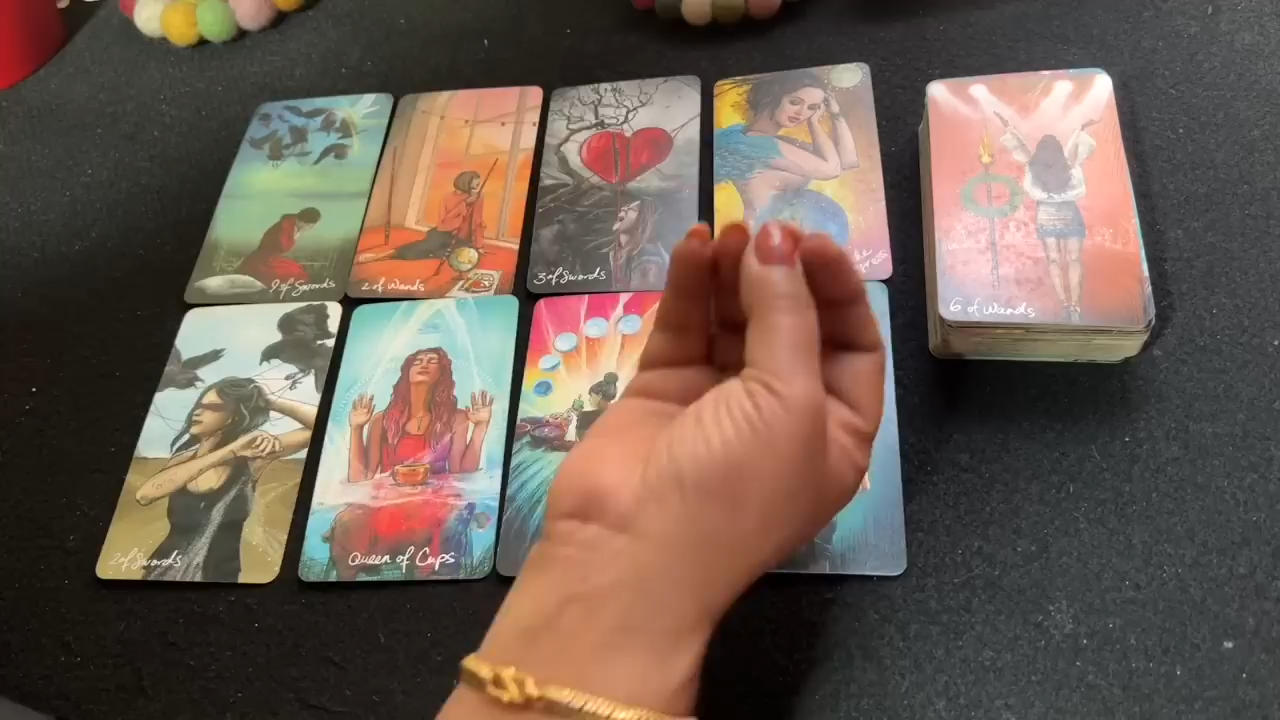 9 of Swords
2 of Wands
3 of Swords
6 of Wands
2 of Swords
Queen of Cups